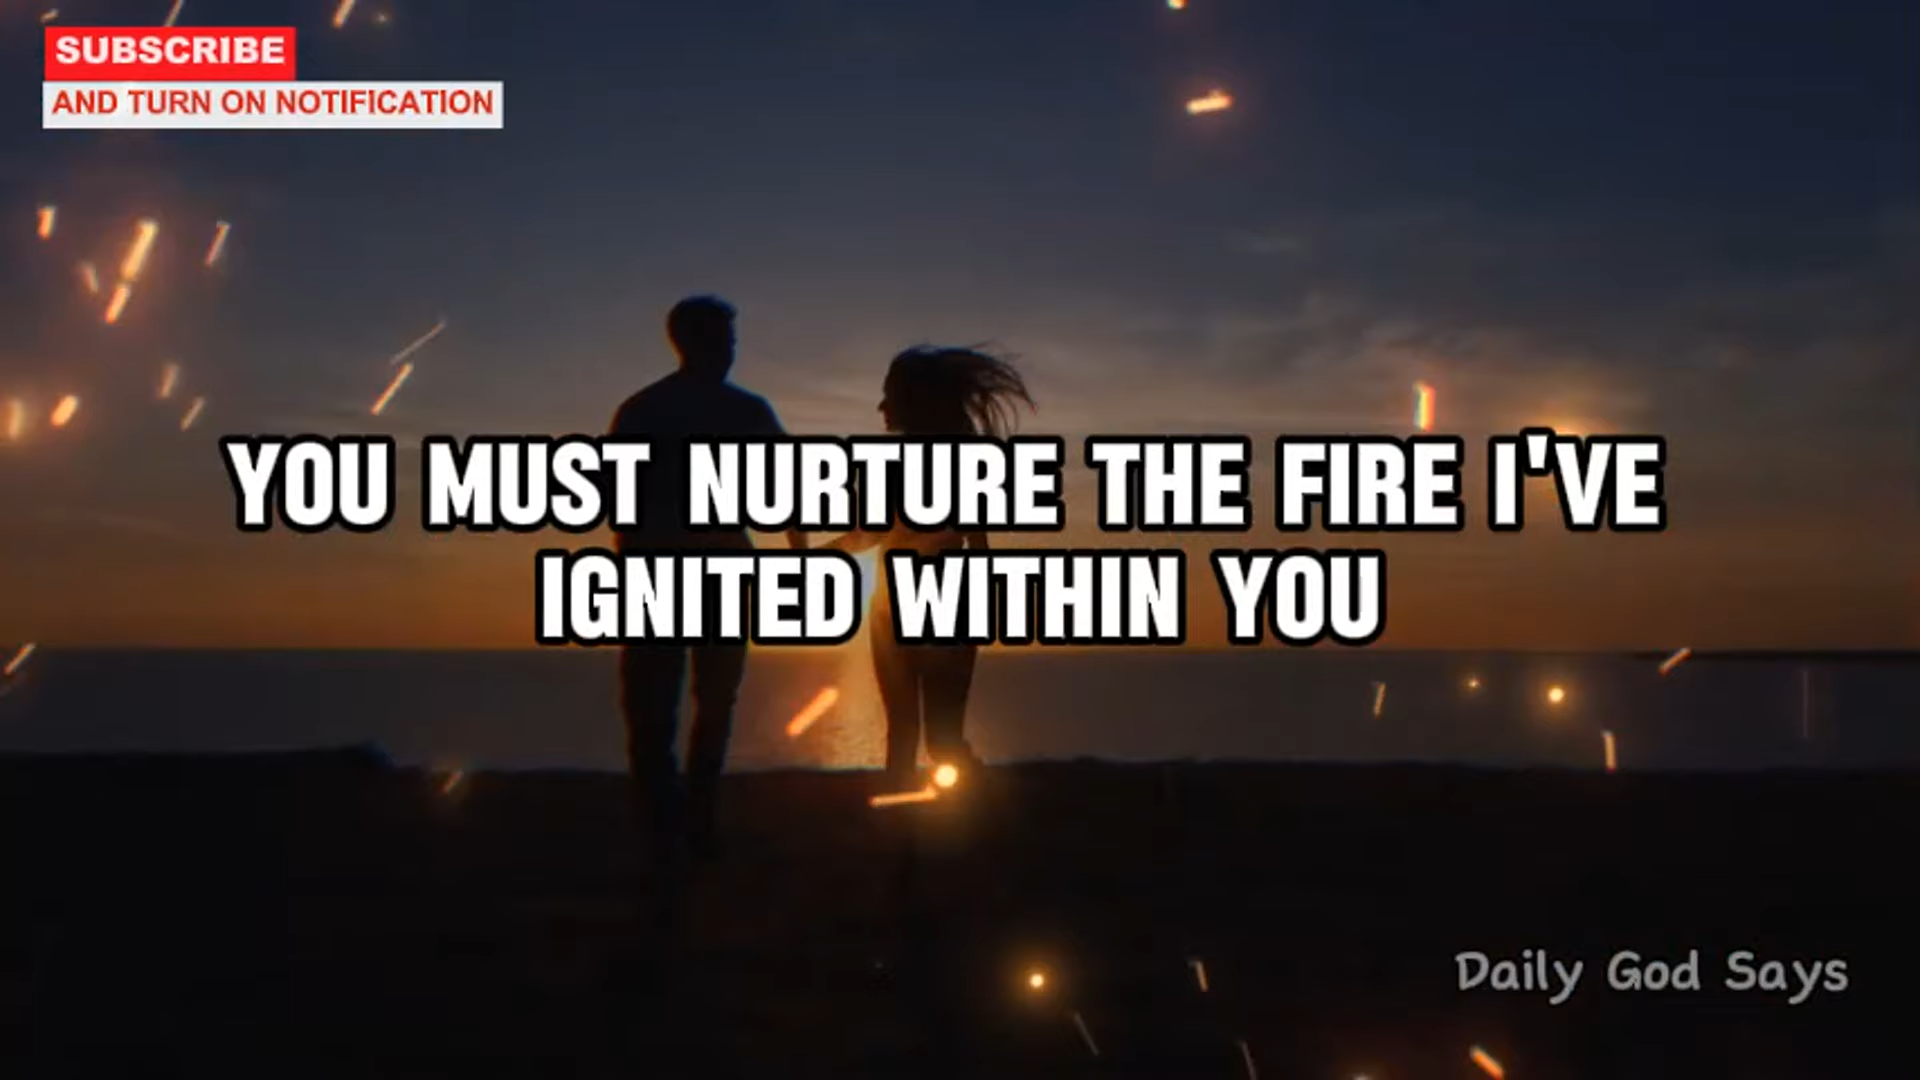 SUBSCRIBE
AND TURN ON NOTIFICATION
YOU MUST NURTURE THE FIRE I'VE
IGNITED WITHIN YOU
Daily God Says